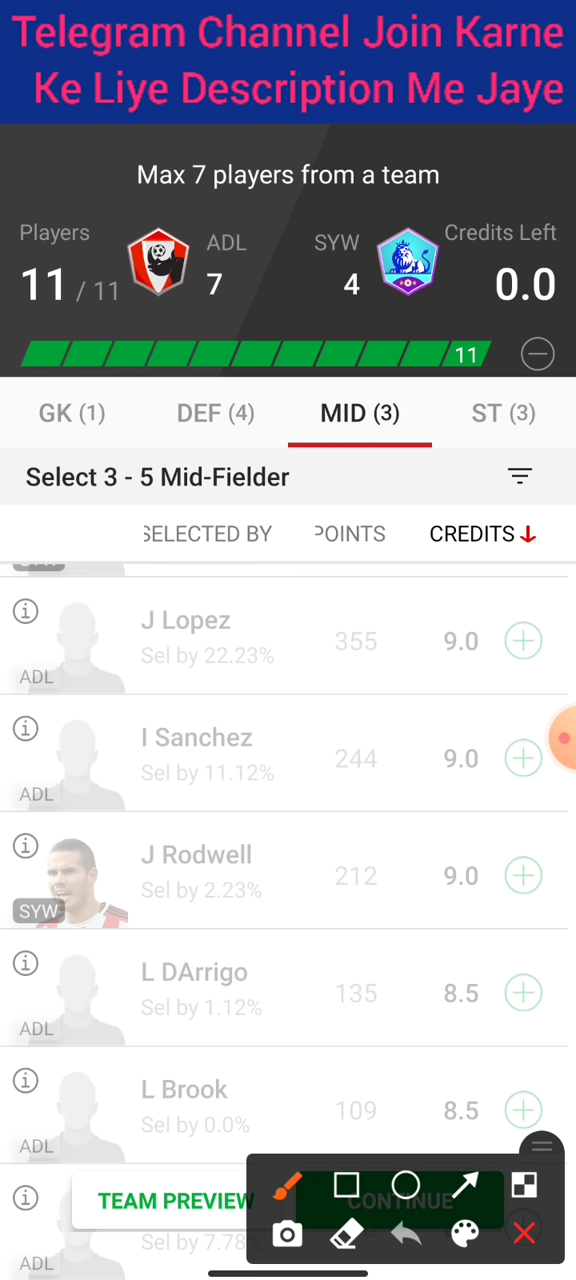 Telegram Channel Join Karne
Ke Liye Description Me Jaye
Max 7 players from a team
Players
11 / 11
ADL
7
SYW
4
Credits Left
0.0
11
GK (1)
DEF (4)
MID (3)
ST (3)
Select 3 - 5 Mid-Fielder
SELECTED BY
POINTS
CREDITS
J Lopez
Sel by 22.23%
355
9.0
ADL
I Sanchez
Sel by 11.12%
244
9.0
ADL
J Rodwell
Sel by 2.23%
212
9.0
SYW
L DArrigo
Sel by 1.12%
135
8.5
ADL
L Brook
Sel by 0.0%
109
8.5
ADL
TEAM PREVIEW
CONTINUE
Sel by 7.78%
ADL